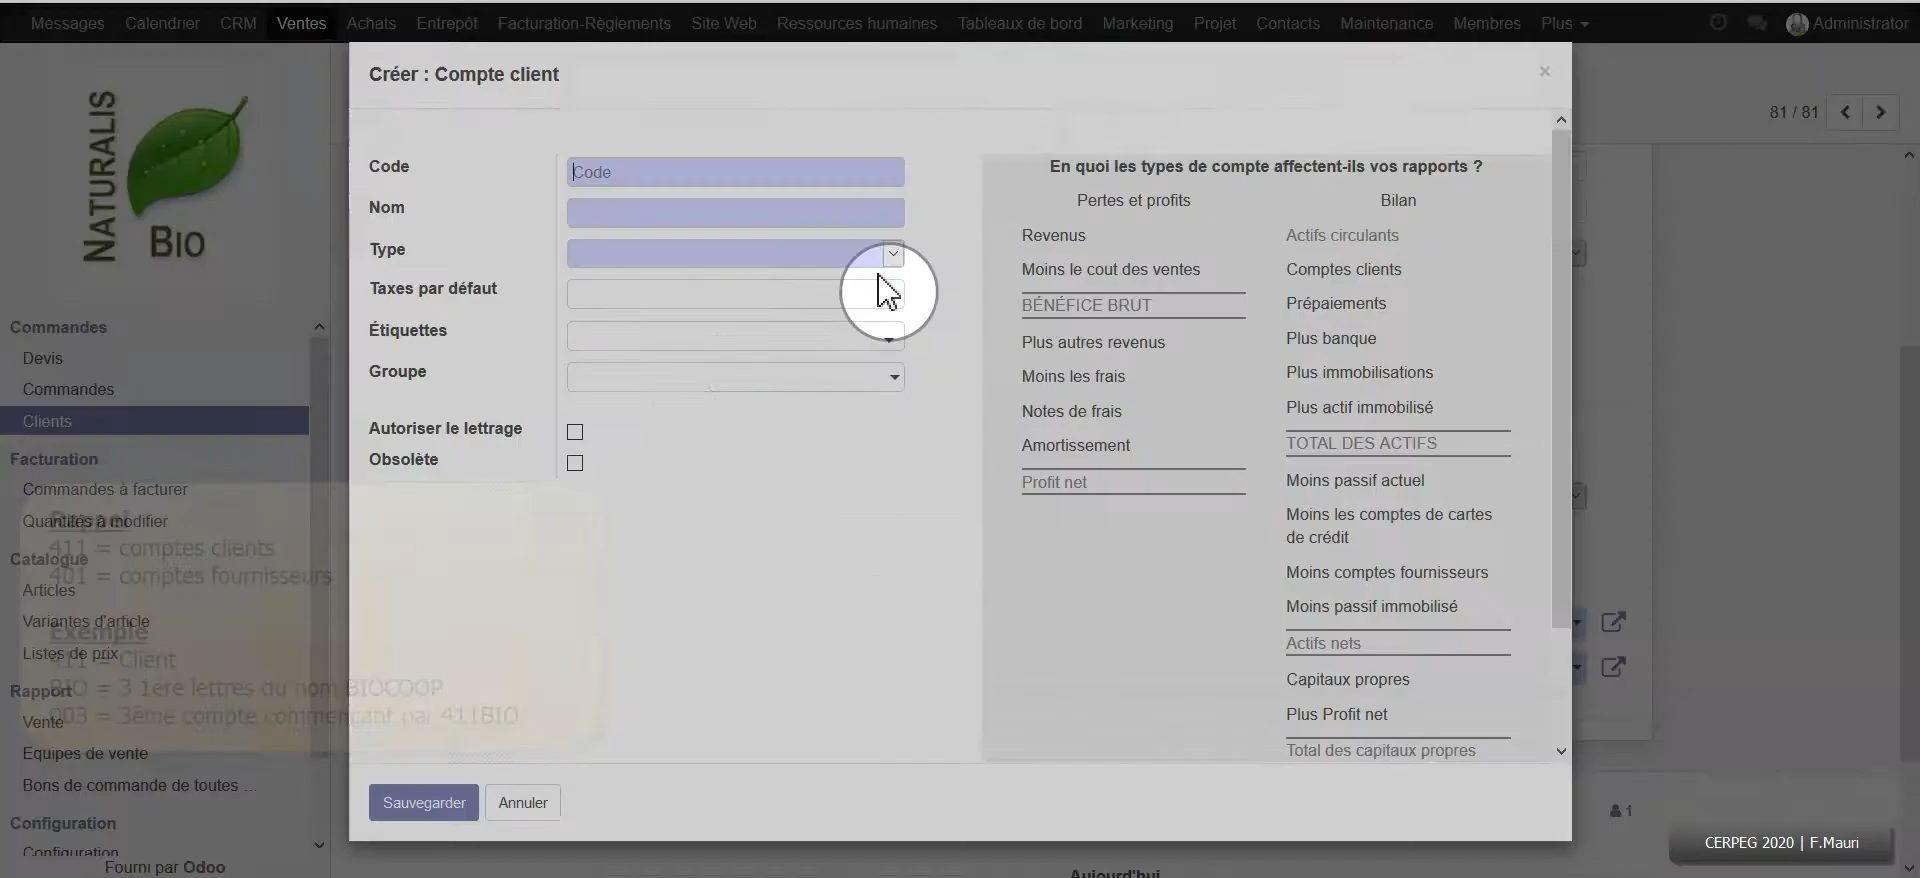 Messages Calendrier CRM Ventes Achats Entrepôt Facturation-Règlements Site Web Ressources humaines Tableaux de bord Marketing Projet Contacts Maintenance Membres Plus Administrator
NATURALIS
BIO
Créer : Compte client
×
81 / 81
Code
Code
Nom
Type
Taxes par défaut
Étiquettes
Groupe
Autoriser le lettrage
Obsolète
En quoi les types de compte affectent-ils vos rapports ?
Pertes et profits
Revenus
Moins le cout des ventes
BÉNÉFICE BRUT
Plus autres revenus
Moins les frais
Notes de frais
Amortissement
Profit net
Bilan
Actifs circulants
Comptes clients
Prépaiements
Plus banque
Plus immobilisations
Plus actif immobilisé
TOTAL DES ACTIFS
Moins passif actuel
Moins les comptes de cartes
de crédit
Moins comptes fournisseurs
Moins passif immobilisé
Actifs nets
Capitaux propres
Plus Profit net
Total des capitaux propres
Commandes
Devis
Commandes
Clients
Facturation
Commandes à facturer
Quantités à modifier
Catalogue
Articles
Variantes d'article
Listes de prix
Rapport
Vente
Equipes de vente
Bons de commande de toutes ...
Configuration
Configuration
Fourni par Odoo
Rappel
411 = comptes clients
401 = comptes fournisseurs
Exemple
411 = Client
BIO = 3 1ere lettres du nom BIOCOOP
003 = 3ème compte commençant par 411BIO
Sauvegarder
Annuler
1
CERPEG 2020 | F.Mauri
Aujourd'hui